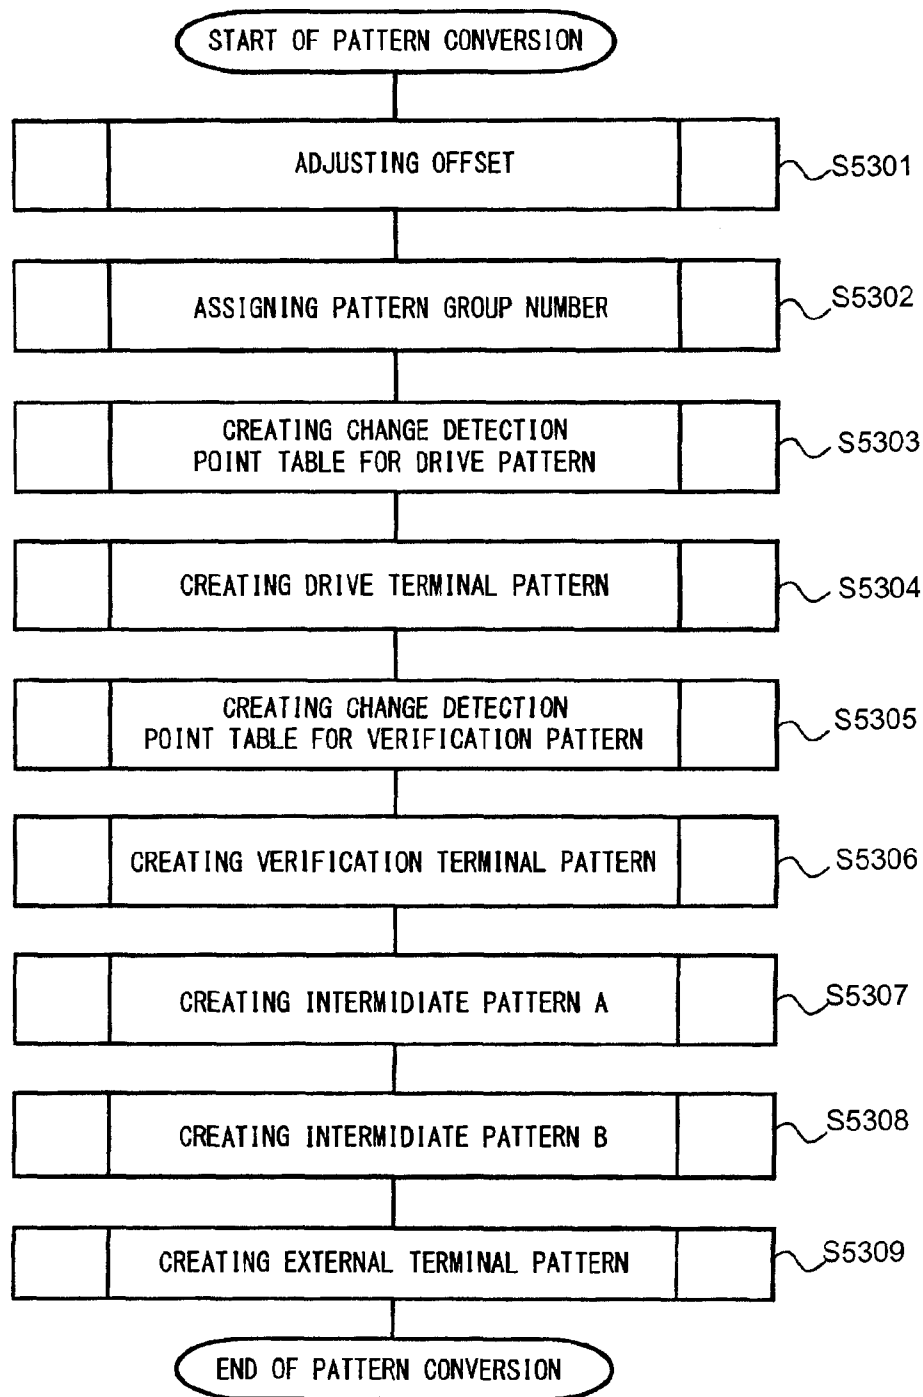 START OF PATTERN CONVERSION
ADJUSTING OFFSET
S5301
ASSIGNING PATTERN GROUP NUMBER
S5302
CREATING CHANGE DETECTION
POINT TABLE FOR DRIVE PATTERN
S5303
CREATING DRIVE TERMINAL PATTERN
S5304
CREATING CHANGE DETECTION
POINT TABLE FOR VERIFICATION PATTERN
S5305
CREATING VERIFICATION TERMINAL PATTERN
S5306
CREATING INTERMIDIATE PATTERN A
S5307
CREATING INTERMIDIATE PATTERN B
S5308
CREATING EXTERNAL TERMINAL PATTERN
S5309
END OF PATTERN CONVERSION